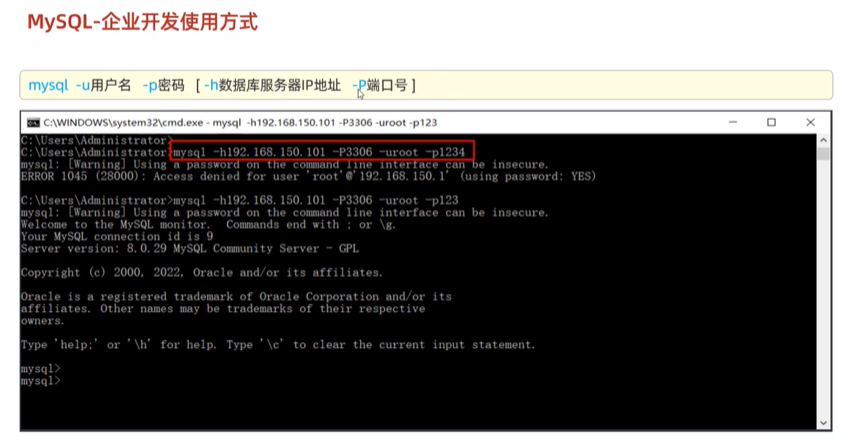 MySQL-企业开发使用方式
mysql -u用户名 -p密码 [ -h数据库服务器IP地址 -P端口号 ]
C:\WINDOWS\system32\cmd.exe - mysql -h192.168.150.101 -P3306 -uroot -p123
C:\Users\Administrator>
C:\Users\Administrator>mysql -h192.168.150.101 -P3306 -uroot -p1234
mysql: [Warning] Using a password on the command line interface can be insecure.
ERROR 1045 (28000): Access denied for user 'root'@'192.168.150.1' (using password: YES)
C:\Users\Administrator>mysql -h192.168.150.101 -P3306 -uroot -p123
mysql: [Warning] Using a password on the command line interface can be insecure.
Welcome to the MySQL monitor.  Commands end with ; or \g.
Your MySQL connection id is 9
Server version: 8.0.29 MySQL Community Server - GPL
Copyright (c) 2000, 2022, Oracle and/or its affiliates.
Oracle is a registered trademark of Oracle Corporation and/or its
affiliates. Other names may be trademarks of their respective
owners.
Type 'help;' or '\h' for help. Type '\c' to clear the current input statement.
mysql>
mysql>